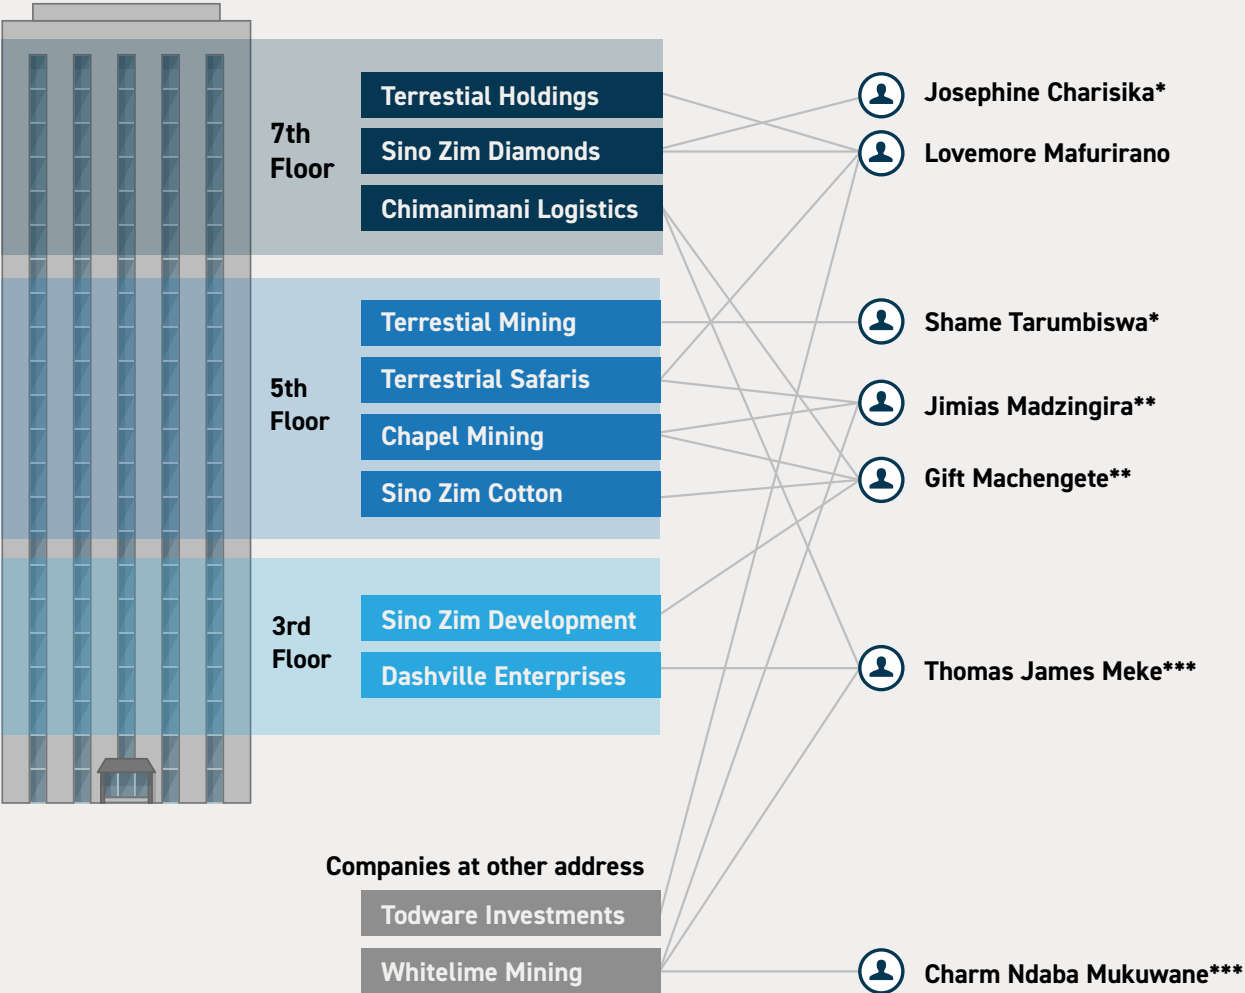 7th
Floor
Terrestial Holdings
Sino Zim Diamonds
Chimanimani Logistics
Josephine Charisika*
Lovemore Mafurirano
5th
Floor
Terrestial Mining
Terrestrial Safaris
Chapel Mining
Sino Zim Cotton
Shame Tarumbiswa*
Jimias Madzingira**
Gift Machengete**
3rd
Floor
Sino Zim Development
Dashville Enterprises
Thomas James Meke***
Companies at other address
Todware Investments
Whitelime Mining
Charm Ndaba Mukuwane***